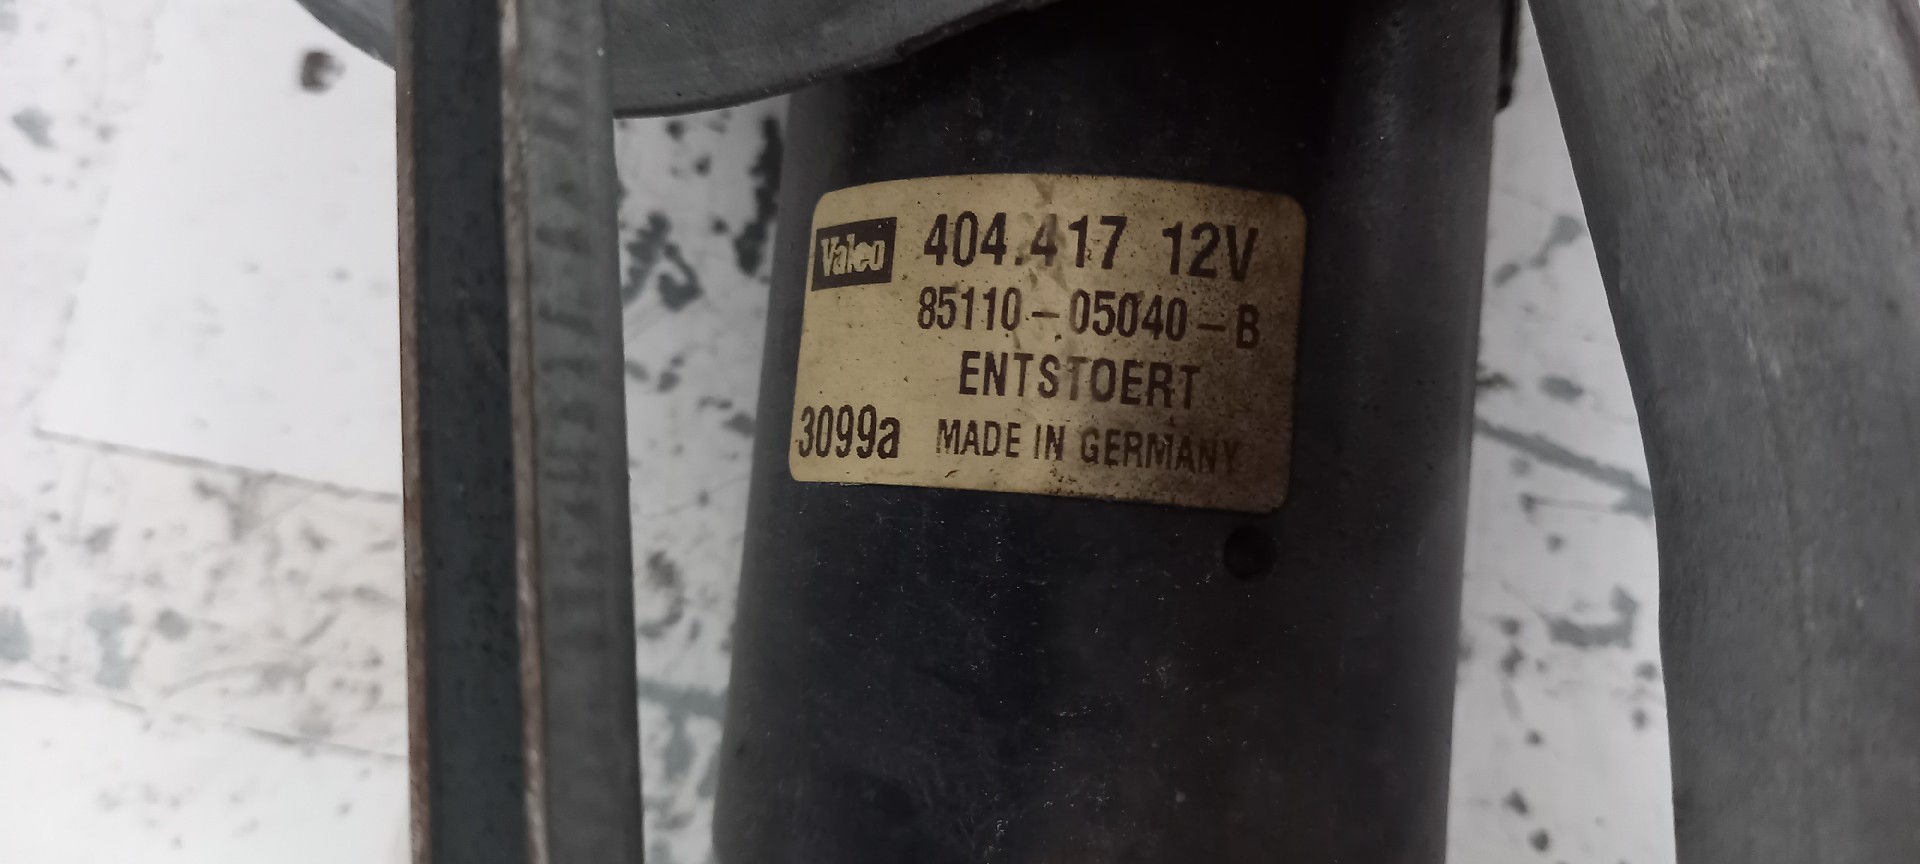 Valeo 404.417 12V
85110-05040-B
ENTSTOERT
3099a MADE IN GERMANY